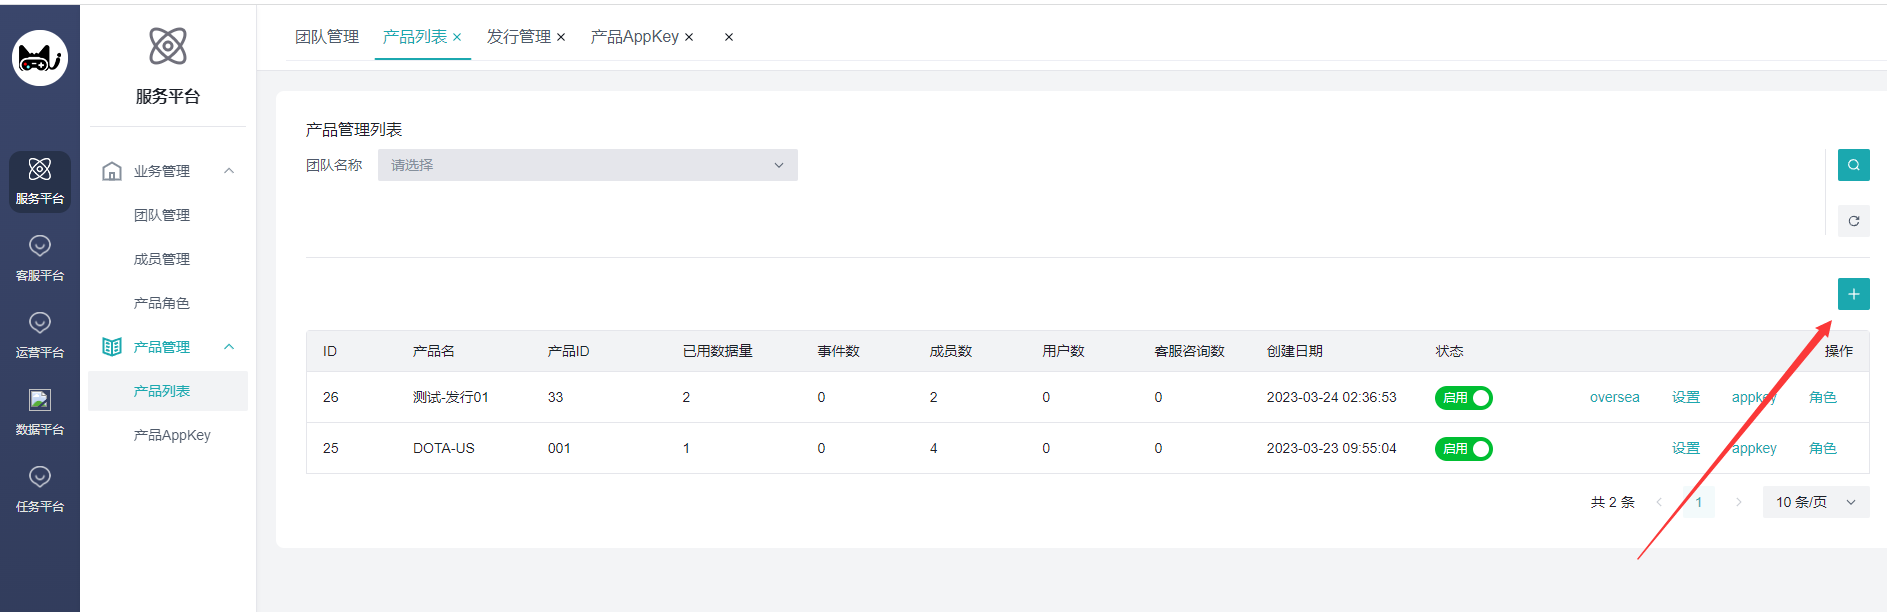 团队管理 产品列表 × 发行管理 × 产品AppKey × ×
服务平台
服务平台
客服平台
运营平台
数据平台
任务平台
业务管理
团队管理
成员管理
产品角色
产品管理
产品列表
产品AppKey
产品管理列表
团队名称 请选择
ID 产品名 产品ID 已用数据量 事件数 成员数 用户数 客服咨询数 创建日期 状态 操作
26 测试-发行01 33 2 0 2 0 0 2023-03-24 02:36:53 启用 oversea 设置 appkey 角色
25 DOTA-US 001 1 0 4 0 0 2023-03-23 09:55:04 启用 设置 appkey 角色
共 2 条 1 10 条/页